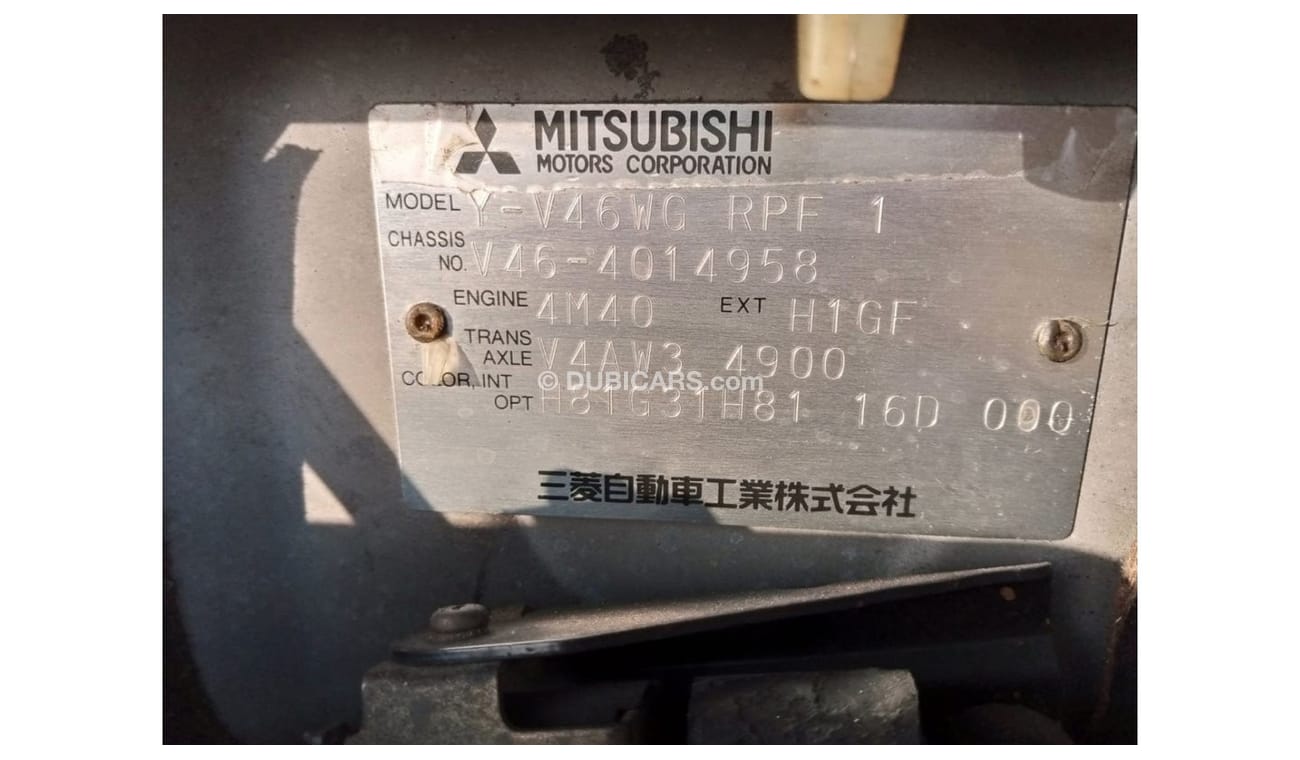 MITSUBISHI
MOTORS CORPORATION
MODEL Y-V46WG RPF 1
CHASSIS NO. V46-4014958
ENGINE 4M40 EXT H1GF
TRANS AXLE V4AW3 4900
COLOR, INT OPT H81G31H81 16D 000
© DUBICARS.com
三菱自動車工業株式会社